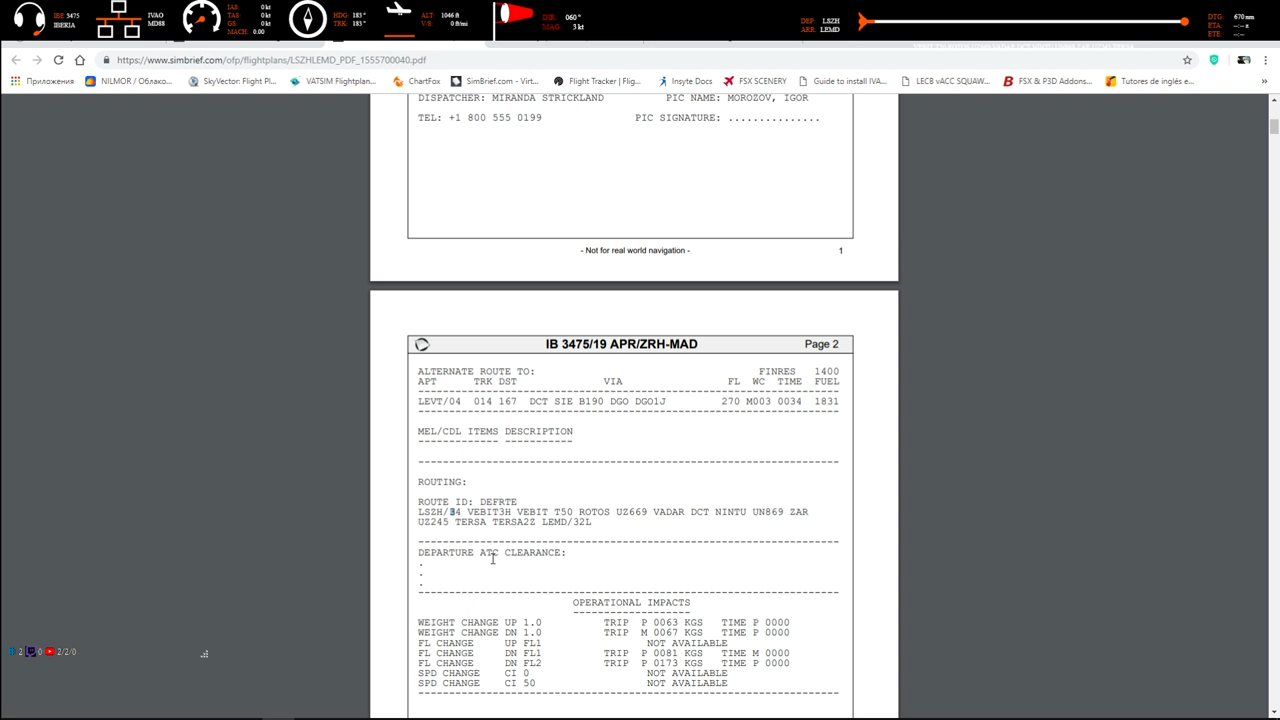 IBE 3475
IBERIA
IVAO
MD88
IAS: 0 kt
TAS: 0 kt
GS: 0 kt
MACH: 0.00
HDG: 183 °
TRK: 183 °
ALT: 1046 ft
V/S: 0 ft/mi
DIR: 060 °
MAG: 3 kt
DEP: LSZH
ARR: LEMD
DTG: 670 nm
ETA: --:-- z
ETE: --:--
https://www.simbrief.com/ofp/flightplans/LSZHLEMD_PDF_1555700040.pdf
Приложения
NILMOR / Облако...
SkyVector: Flight Pl...
VATSIM Flightplan...
ChartFox
SimBrief.com - Virt...
Flight Tracker | Flig...
Insyte Docs
FSX SCENERY
Guide to install IVA...
LECB vACC SQUAW...
FSX & P3D Addons...
Tutores de inglés e...
DISPATCHER: MIRANDA STRICKLAND PIC NAME: MOROZOV, IGOR
TEL: +1 800 555 0199 PIC SIGNATURE: ...............
- Not for real world navigation - 1
IB 3475/19 APR/ZRH-MAD Page 2
ALTERNATE ROUTE TO: FINRES 1400
APT TRK DST VIA FL WC TIME FUEL
LEVT/04 014 167 DCT SIE B190 DGO DGO1J 270 M003 0034 1831
MEL/CDL ITEMS DESCRIPTION
ROUTING:
ROUTE ID: DEFRTE
LSZH/34 VEBIT3H VEBIT T50 ROTOS UZ669 VADAR DCT NINTU UN869 ZAR
UZ245 TERSA TERSA2Z LEMD/32L
DEPARTURE ATC CLEARANCE:
.
.
.
OPERATIONAL IMPACTS
WEIGHT CHANGE UP 1.0 TRIP P 0063 KGS TIME P 0000
WEIGHT CHANGE DN 1.0 TRIP M 0067 KGS TIME P 0000
FL CHANGE UP FL1 NOT AVAILABLE
FL CHANGE DN FL1 TRIP P 0081 KGS TIME M 0000
FL CHANGE DN FL2 TRIP P 0173 KGS TIME P 0000
SPD CHANGE CI 0 NOT AVAILABLE
SPD CHANGE CI 50 NOT AVAILABLE
2 0 2/2/0